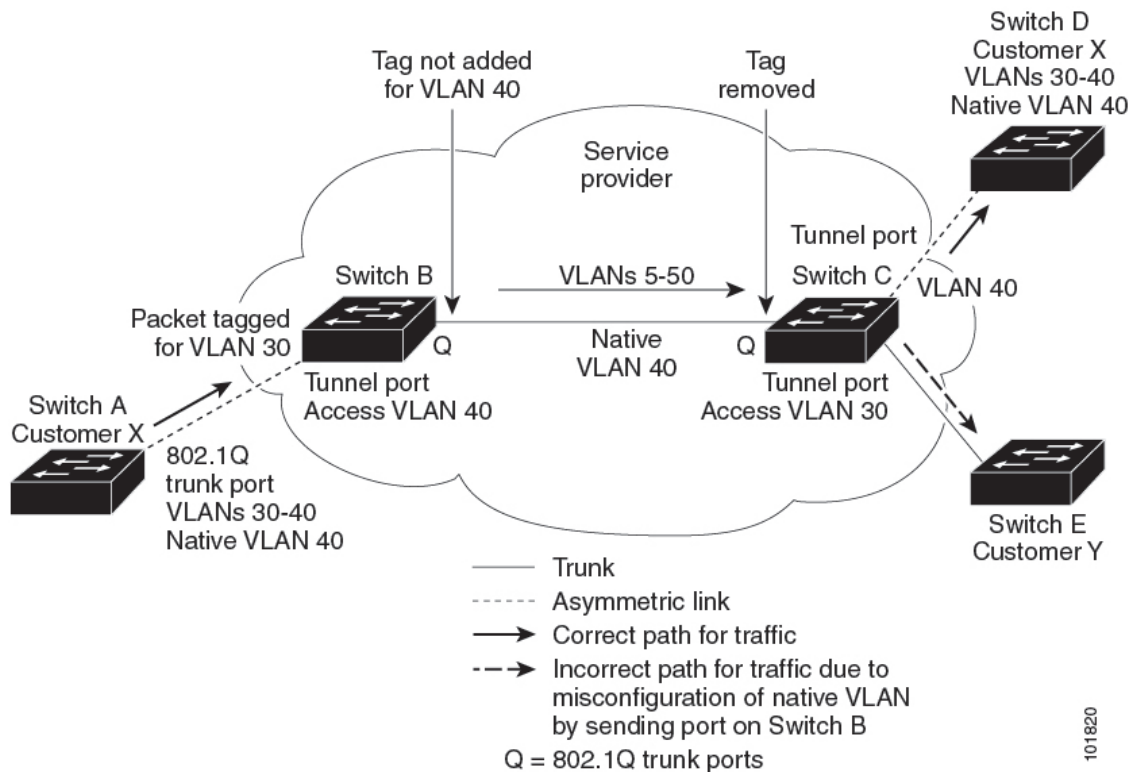 Switch D
Customer X
VLANs 30-40
Native VLAN 40
Tag not added
for VLAN 40
Tag
removed
Service
provider
Tunnel port
Switch B
VLANs 5-50
Switch C
VLAN 40
Packet tagged
for VLAN 30
Q
Native
VLAN 40
Q
Tunnel port
Access VLAN 40
Tunnel port
Access VLAN 30
Switch A
Customer X
802.1Q
trunk port
VLANs 30-40
Native VLAN 40
Switch E
Customer Y
Trunk
Asymmetric link
Correct path for traffic
Incorrect path for traffic due to
misconfiguration of native VLAN
by sending port on Switch B
Q = 802.1Q trunk ports
101820